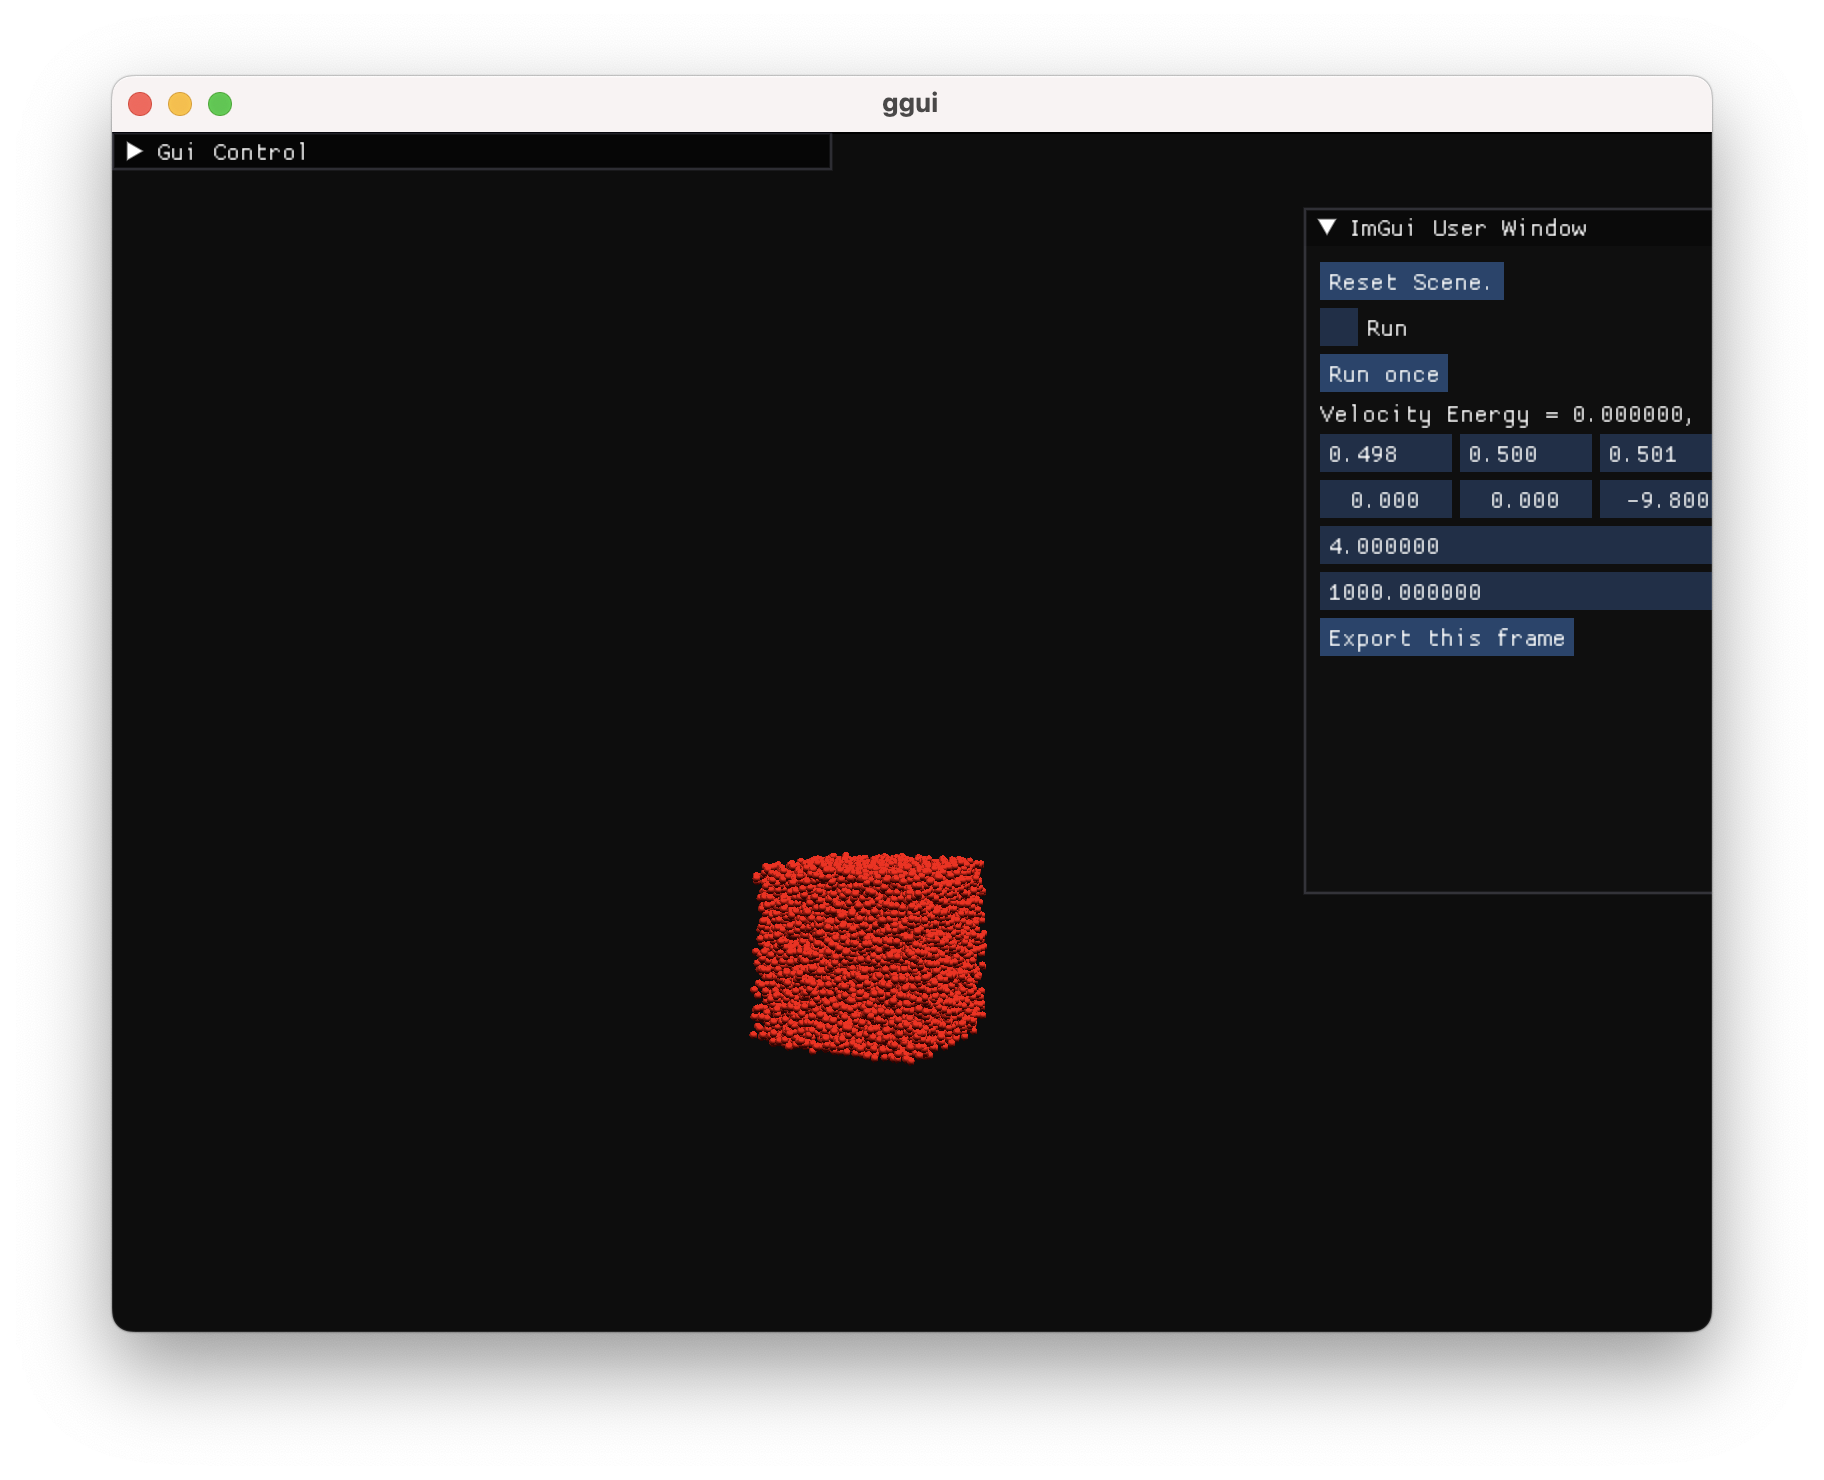 ggui
Gui Control
ImGui User Window
Reset Scene.
Run
Run once
Velocity Energy = 0.000000,
0.498 0.500 0.501
0.000 0.000 -9.800
4.000000
1000.000000
Export this frame